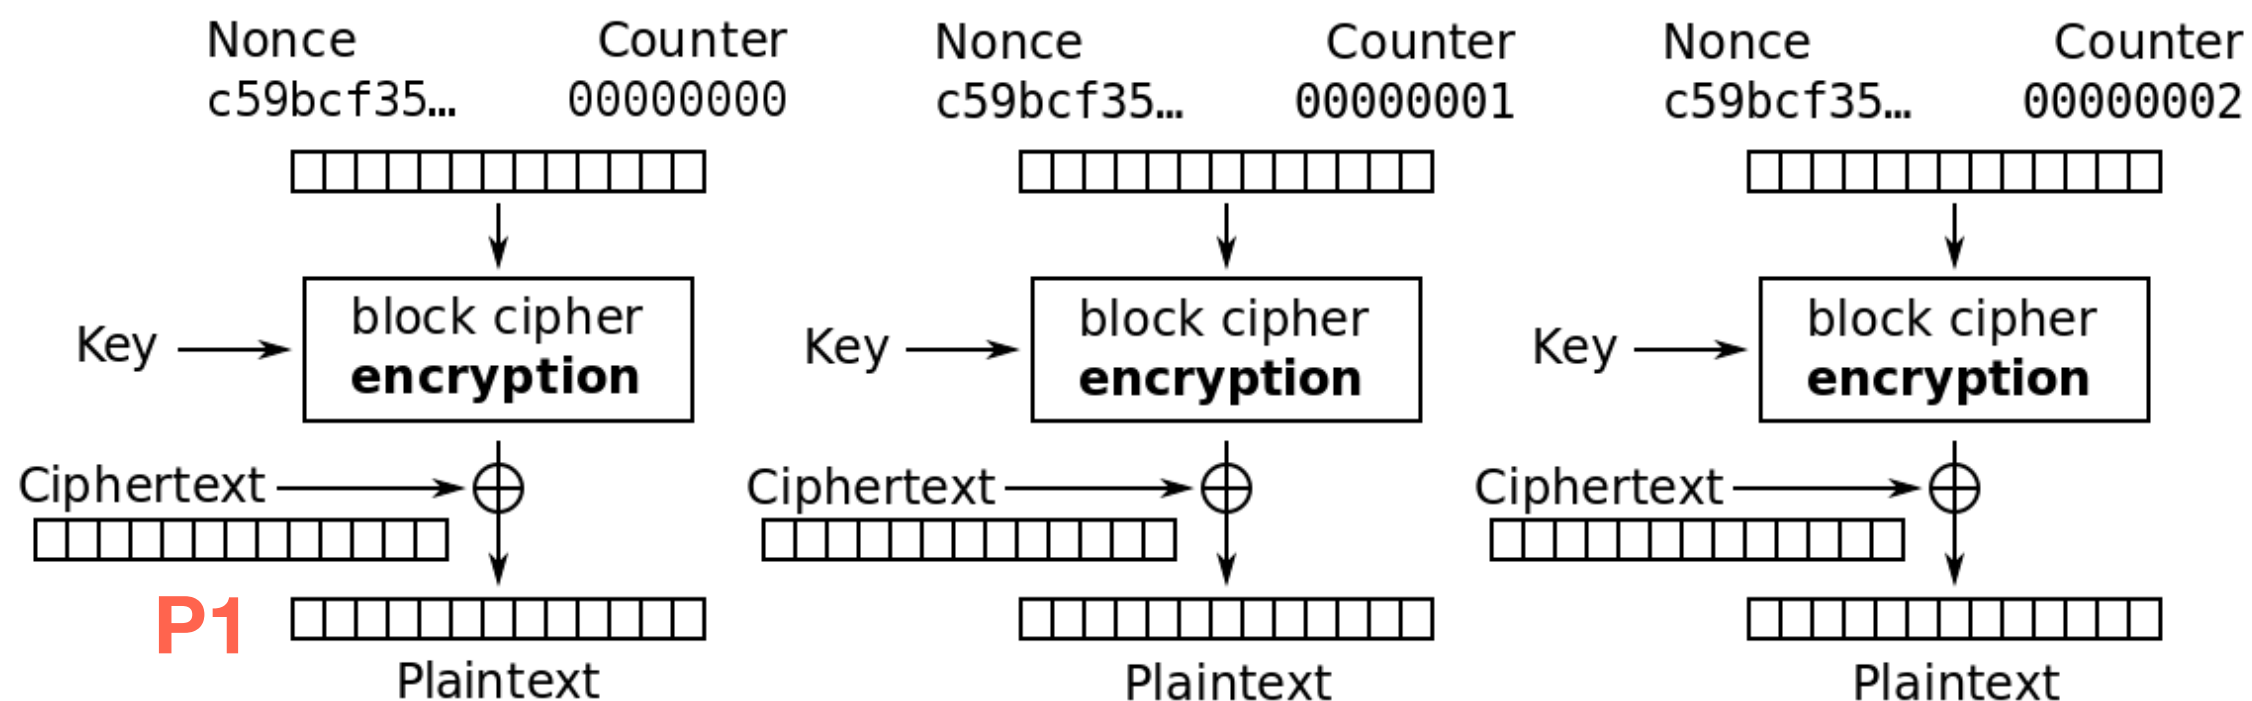 Nonce Counter Nonce Counter Nonce Counter
c59bcf35… 00000000 c59bcf35… 00000001 c59bcf35… 00000002
block cipher block cipher block cipher
Key Key Key
encryption encryption encryption
Ciphertext Ciphertext Ciphertext
P1
Plaintext Plaintext Plaintext